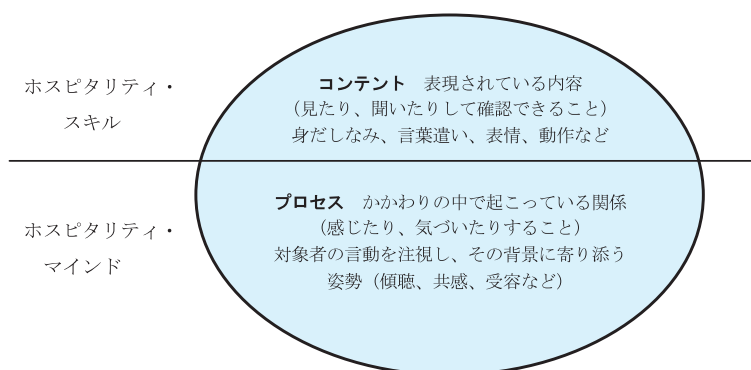 ホスピタリティ・
スキル
コンテント　表現されている内容
（見たり、聞いたりして確認できること）
身だしなみ、言葉遣い、表情、動作など
ホスピタリティ・
マインド
プロセス　かかわりの中で起こっている関係
（感じたり、気づいたりすること）
対象者の言動を注視し、その背景に寄り添う
姿勢（傾聴、共感、受容など）